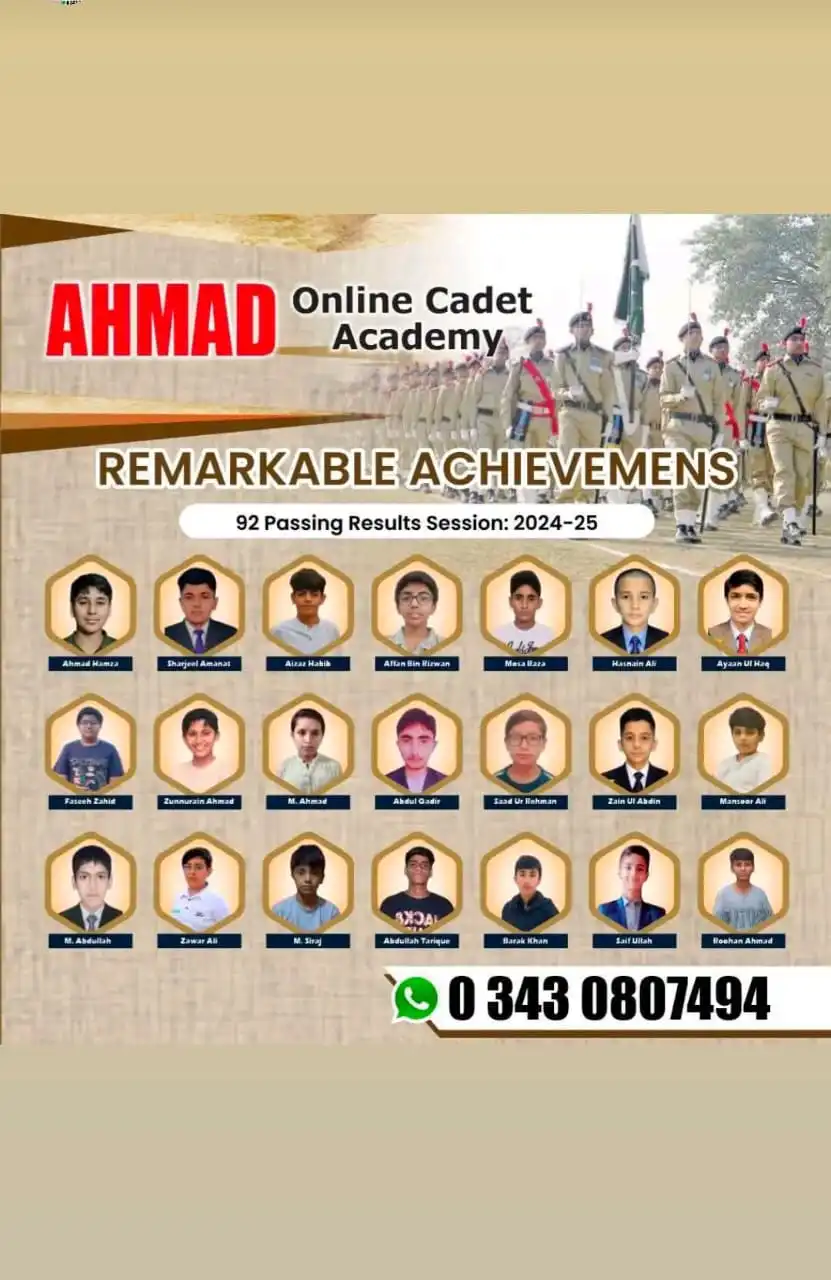 AHMAD
Online Cadet
Academy
REMARKABLE ACHIEVEMENS
92 Passing Results Session: 2024-25
Ahmad Hamza
Sharjeel Amanat
Aizaz Habib
Affan Bin Rizwan
Musa Raza
Hasnain Ali
Ayaan Ul Haq
Faseeh Zahid
Zunnurain Ahmad
M. Ahmad
Abdul Qadir
Saad Ur Rehman
Zain Ul Abdin
Mansoor Ali
M. Abdullah
Zawar Ali
M. Siraj
Abdullah Tarique
Barak Khan
Saif Ullah
Roohan Ahmad
0 343 0807494